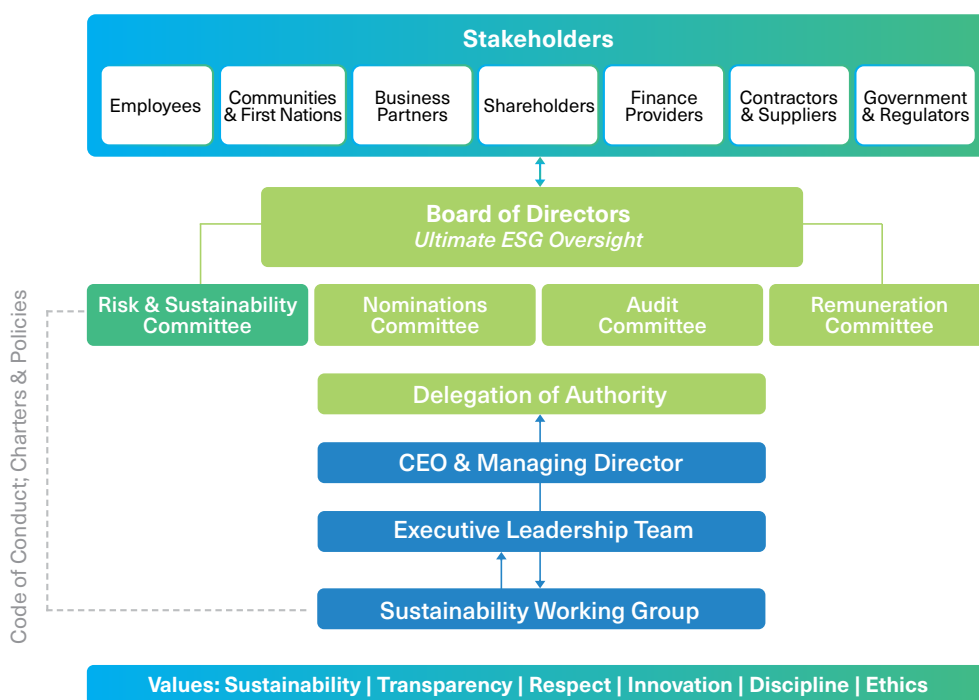 Stakeholders
Employees
Communities
& First Nations
Business
Partners
Shareholders
Finance
Providers
Contractors
& Suppliers
Government
& Regulators
Board of Directors
Ultimate ESG Oversight
Risk & Sustainability
Committee
Nominations
Committee
Audit
Committee
Remuneration
Committee
Code of Conduct; Charters & Policies
Delegation of Authority
CEO & Managing Director
Executive Leadership Team
Sustainability Working Group
Values: Sustainability | Transparency | Respect | Innovation | Discipline | Ethics